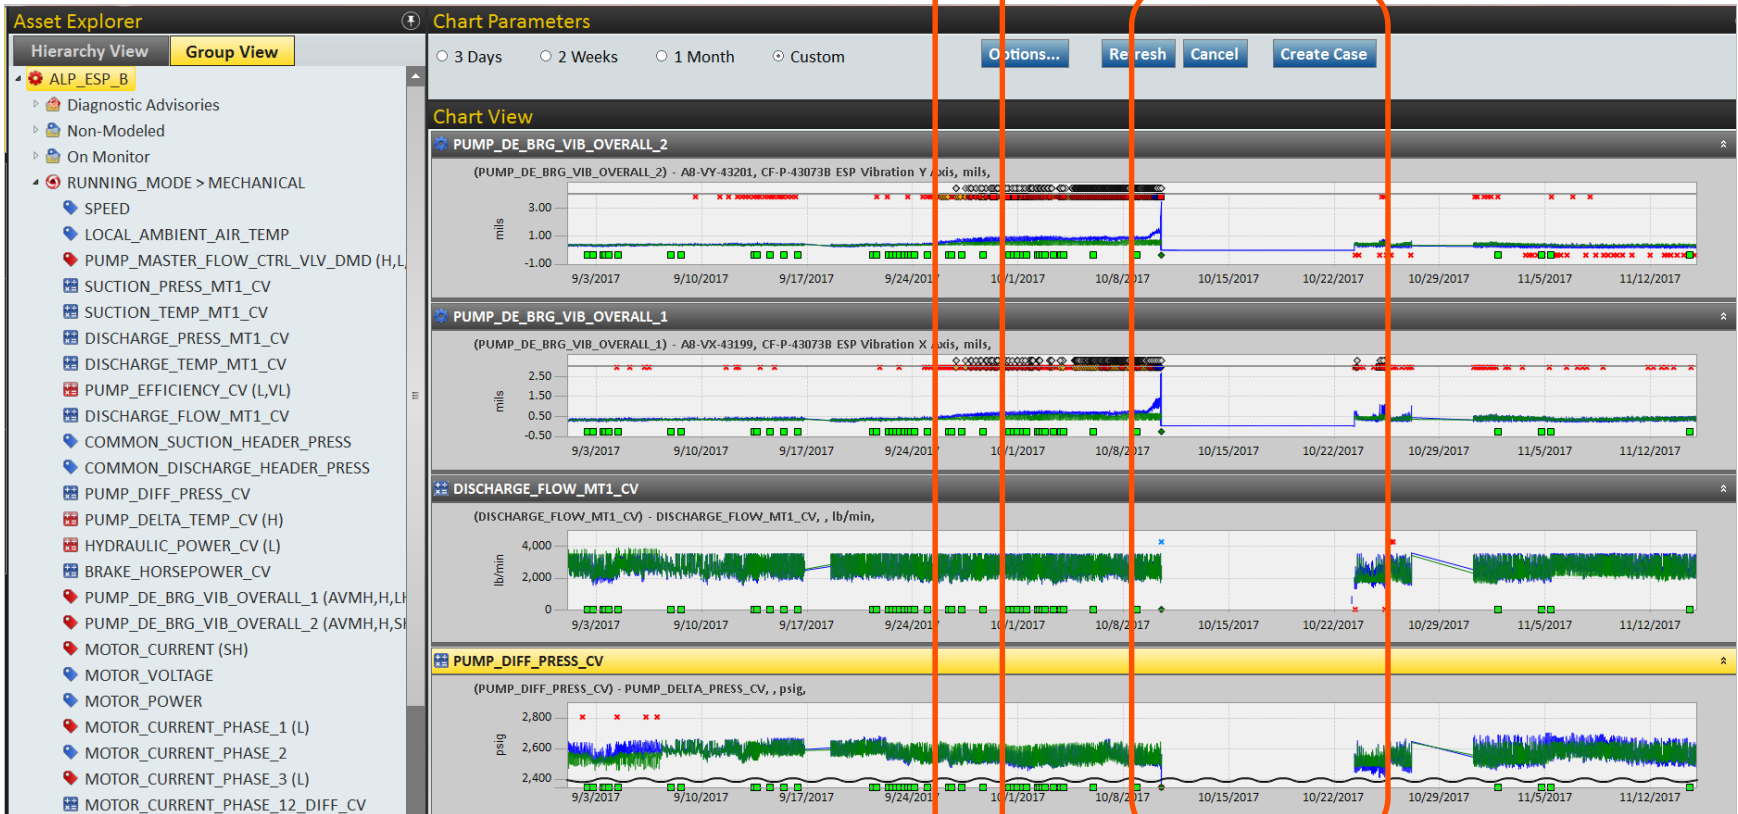 Asset Explorer
Hierarchy View
Group View
ALP_ESP_B
Diagnostic Advisories
Non-Modeled
On Monitor
RUNNING_MODE > MECHANICAL
SPEED
LOCAL_AMBIENT_AIR_TEMP
PUMP_MASTER_FLOW_CTRL_VLV_DMD (H,L,
SUCTION_PRESS_MT1_CV
SUCTION_TEMP_MT1_CV
DISCHARGE_PRESS_MT1_CV
DISCHARGE_TEMP_MT1_CV
PUMP_EFFICIENCY_CV (L,VL)
DISCHARGE_FLOW_MT1_CV
COMMON_SUCTION_HEADER_PRESS
COMMON_DISCHARGE_HEADER_PRESS
PUMP_DIFF_PRESS_CV
PUMP_DELTA_TEMP_CV (H)
HYDRAULIC_POWER_CV (L)
BRAKE_HORSEPOWER_CV
PUMP_DE_BRG_VIB_OVERALL_1 (AVMH,H,LH
PUMP_DE_BRG_VIB_OVERALL_2 (AVMH,H,SH
MOTOR_CURRENT (SH)
MOTOR_VOLTAGE
MOTOR_POWER
MOTOR_CURRENT_PHASE_1 (L)
MOTOR_CURRENT_PHASE_2
MOTOR_CURRENT_PHASE_3 (L)
MOTOR_CURRENT_PHASE_12_DIFF_CV
Chart Parameters
3 Days 2 Weeks 1 Month Custom Options... Refresh Cancel Create Case
Chart View
PUMP_DE_BRG_VIB_OVERALL_2
(PUMP_DE_BRG_VIB_OVERALL_2) - A8-VY-43201, CF-P-43073B ESP Vibration Y Axis, mils,
mils
3.00
1.00
-1.00
9/3/2017 9/10/2017 9/17/2017 9/24/2017 10/1/2017 10/8/2017 10/15/2017 10/22/2017 10/29/2017 11/5/2017 11/12/2017
PUMP_DE_BRG_VIB_OVERALL_1
(PUMP_DE_BRG_VIB_OVERALL_1) - A8-VX-43199, CF-P-43073B ESP Vibration X Axis, mils,
mils
2.50
1.50
0.50
-0.50
9/3/2017 9/10/2017 9/17/2017 9/24/2017 10/1/2017 10/8/2017 10/15/2017 10/22/2017 10/29/2017 11/5/2017 11/12/2017
DISCHARGE_FLOW_MT1_CV
(DISCHARGE_FLOW_MT1_CV) - DISCHARGE_FLOW_MT1_CV, , lb/min,
lb/min
4,000
2,000
0
9/3/2017 9/10/2017 9/17/2017 9/24/2017 10/1/2017 10/8/2017 10/15/2017 10/22/2017 10/29/2017 11/5/2017 11/12/2017
PUMP_DIFF_PRESS_CV
(PUMP_DIFF_PRESS_CV) - PUMP_DELTA_PRESS_CV, , psig,
psig
2,800
2,600
2,400
9/3/2017 9/10/2017 9/17/2017 9/24/2017 10/1/2017 10/8/2017 10/15/2017 10/22/2017 10/29/2017 11/5/2017 11/12/2017